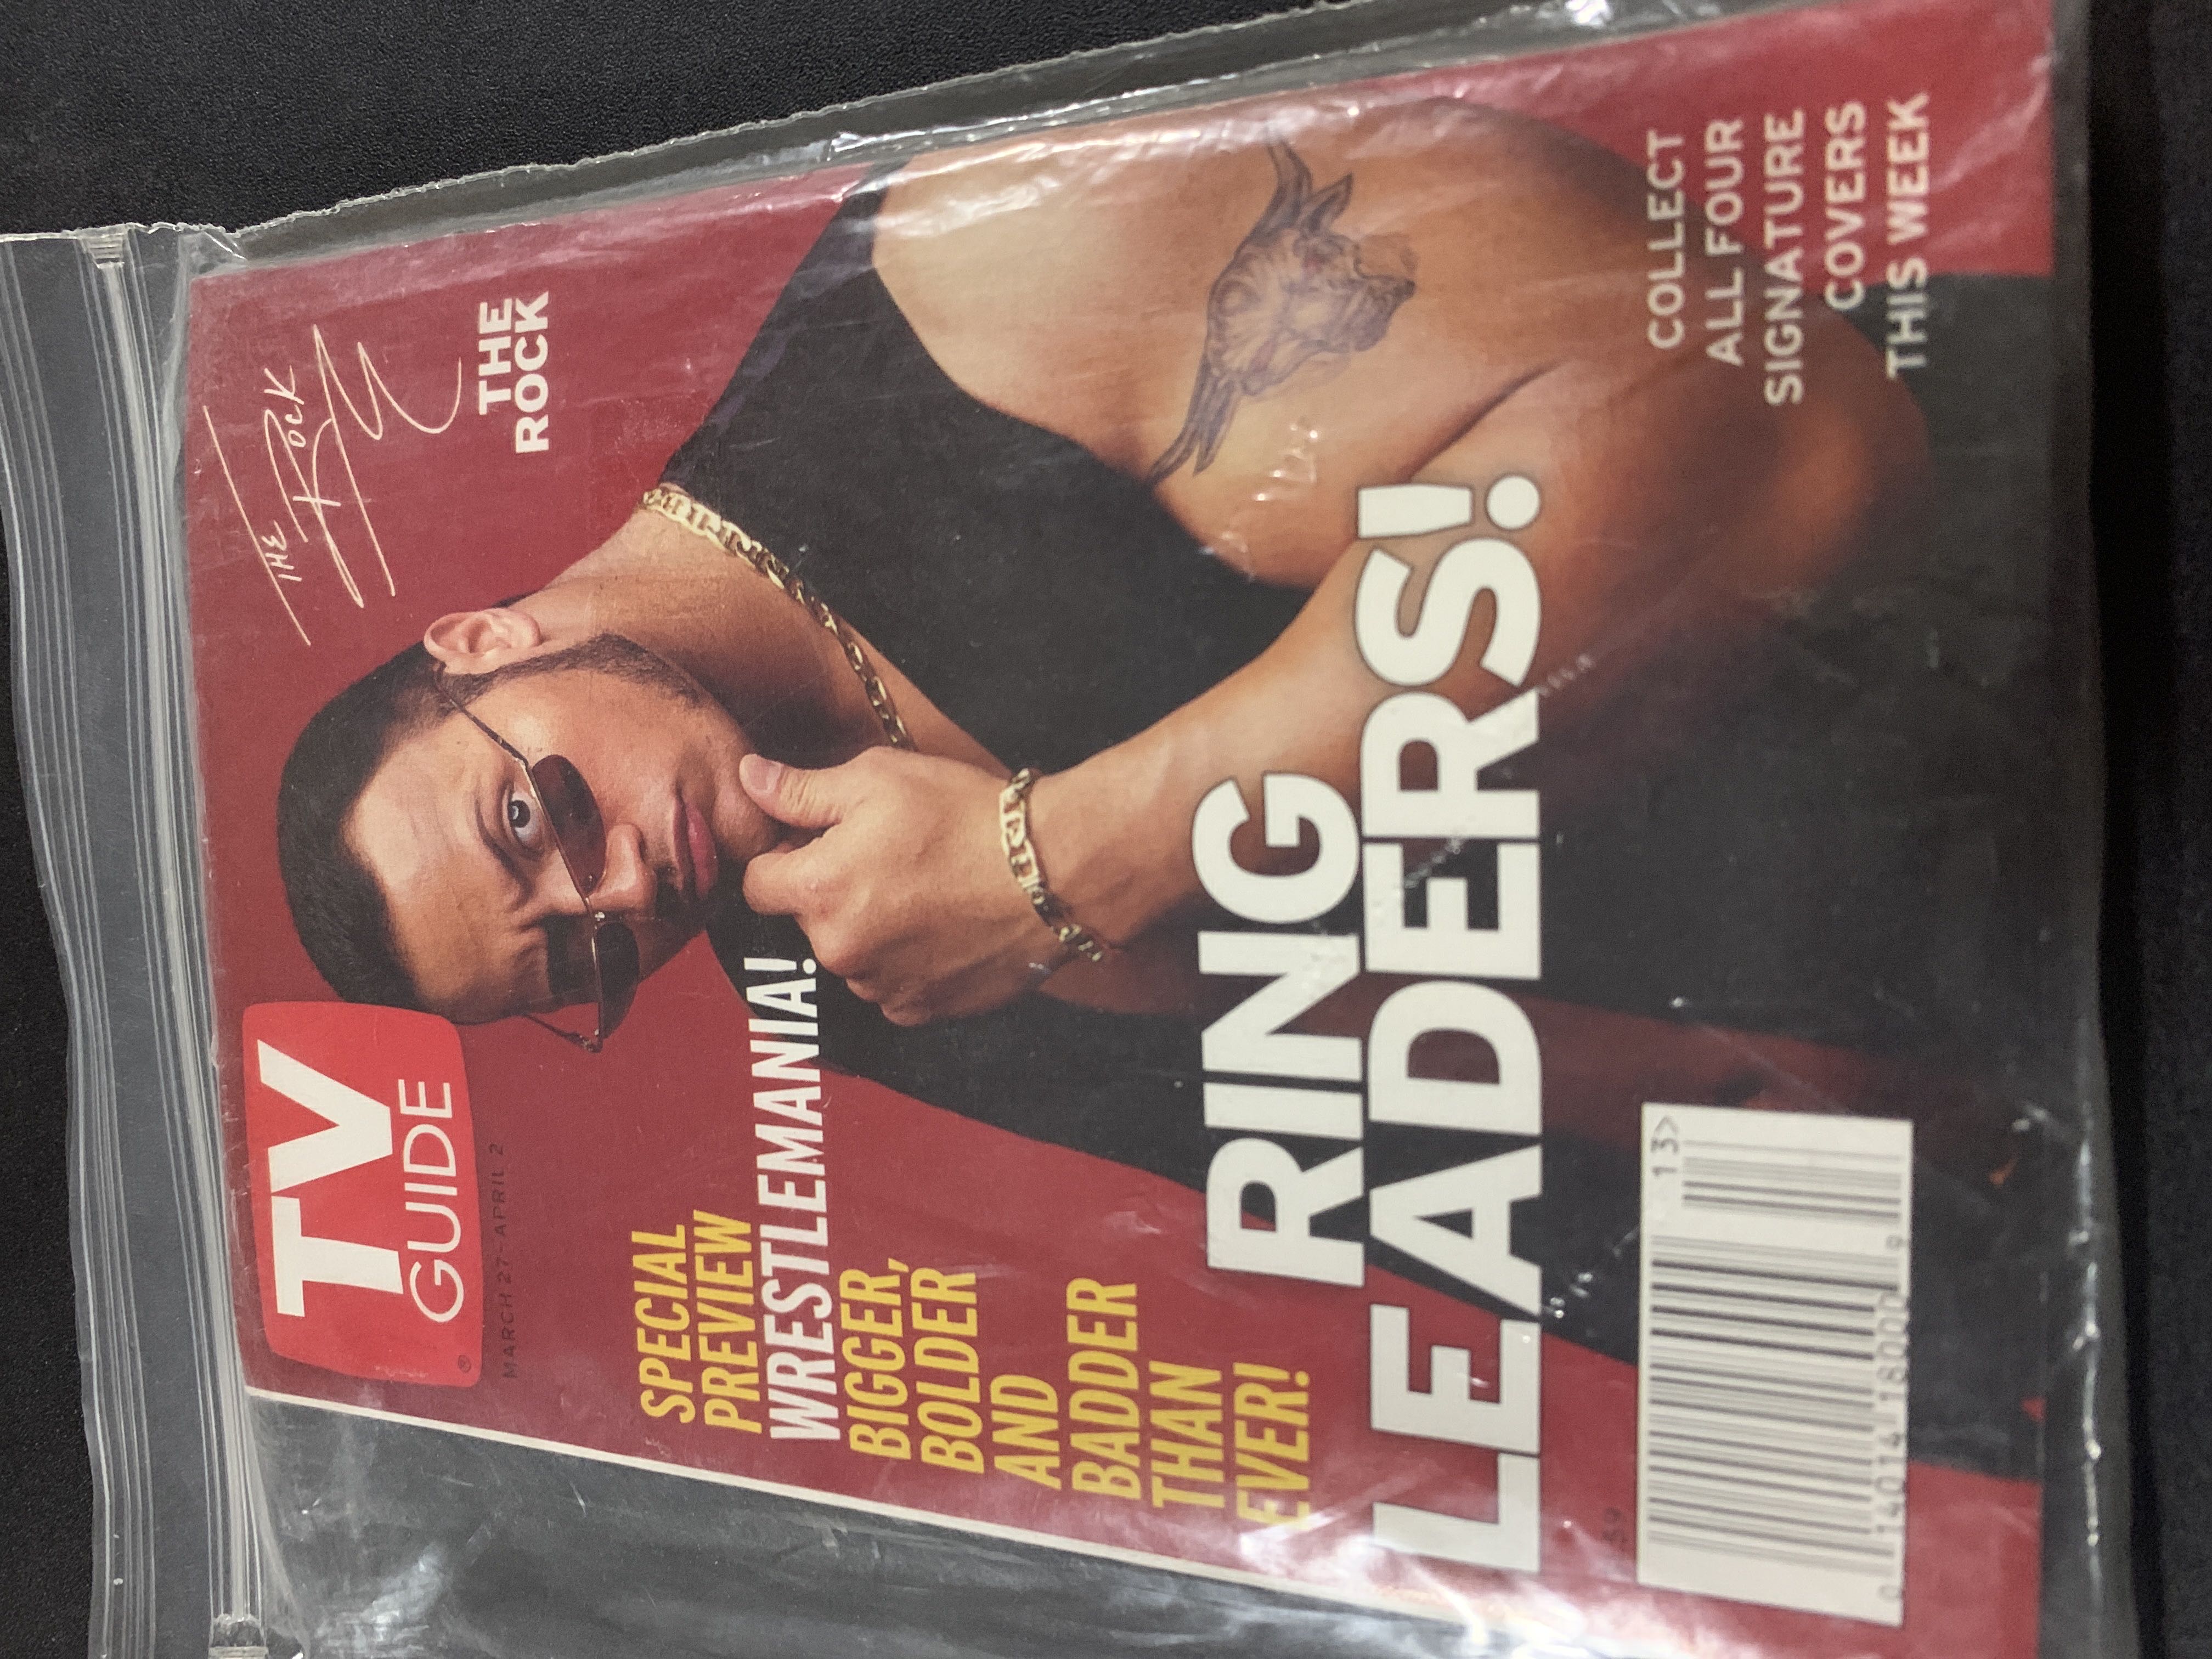 TV
GUIDE
®
MARCH 27-APRIL 2
THE ROCK
THE
ROCK
SPECIAL
PREVIEW
WRESTLEMANIA!
BIGGER,
BOLDER
AND
BADDER
THAN
EVER!
RING
LEADERS!
COLLECT
ALL FOUR
SIGNATURE
COVERS
THIS WEEK
13>